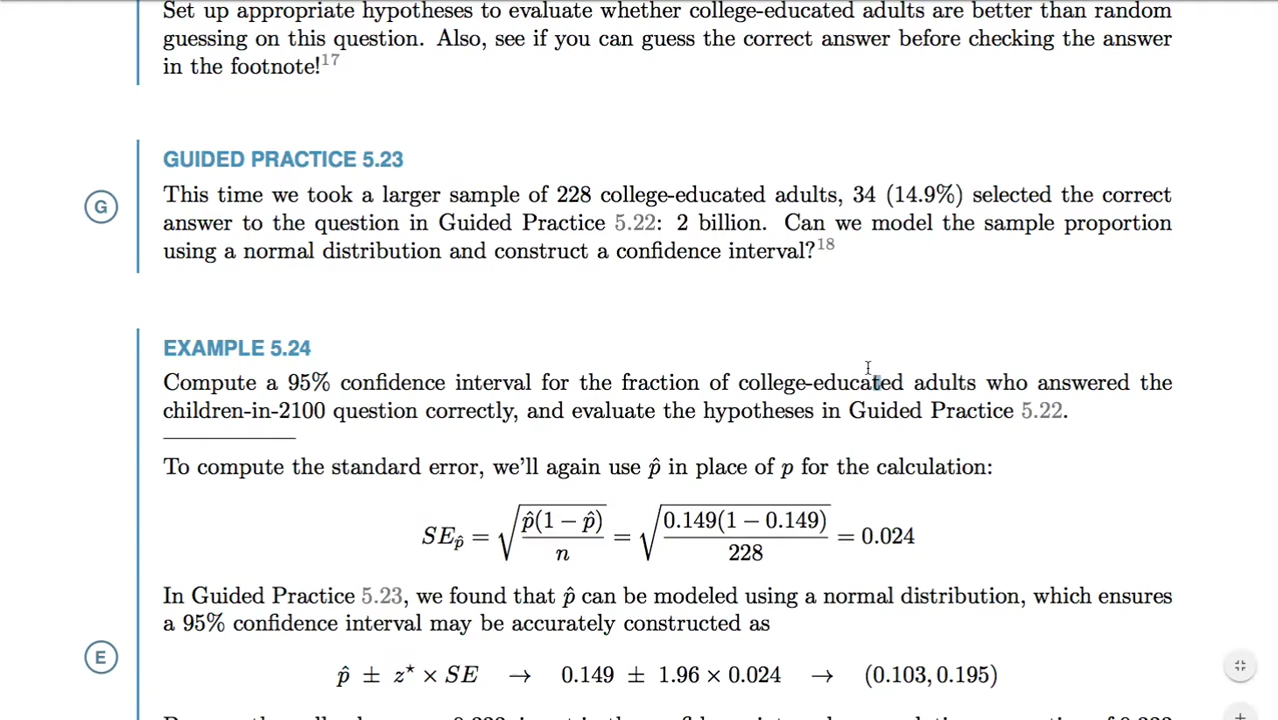 Set up appropriate hypotheses to evaluate whether college-educated adults are better than random
guessing on this question. Also, see if you can guess the correct answer before checking the answer
in the footnote!17
GUIDED PRACTICE 5.23
G
This time we took a larger sample of 228 college-educated adults, 34 (14.9%) selected the correct
answer to the question in Guided Practice 5.22: 2 billion. Can we model the sample proportion
using a normal distribution and construct a confidence interval?18
EXAMPLE 5.24
Compute a 95% confidence interval for the fraction of college-educated adults who answered the
children-in-2100 question correctly, and evaluate the hypotheses in Guided Practice 5.22.
To compute the standard error, we'll again use p̂ in place of p for the calculation:
SE_p̂ = √(p̂(1 − p̂)/n) = √(0.149(1 − 0.149)/228) = 0.024
In Guided Practice 5.23, we found that p̂ can be modeled using a normal distribution, which ensures
a 95% confidence interval may be accurately constructed as
E
p̂ ± z⋆ × SE → 0.149 ± 1.96 × 0.024 → (0.103, 0.195)